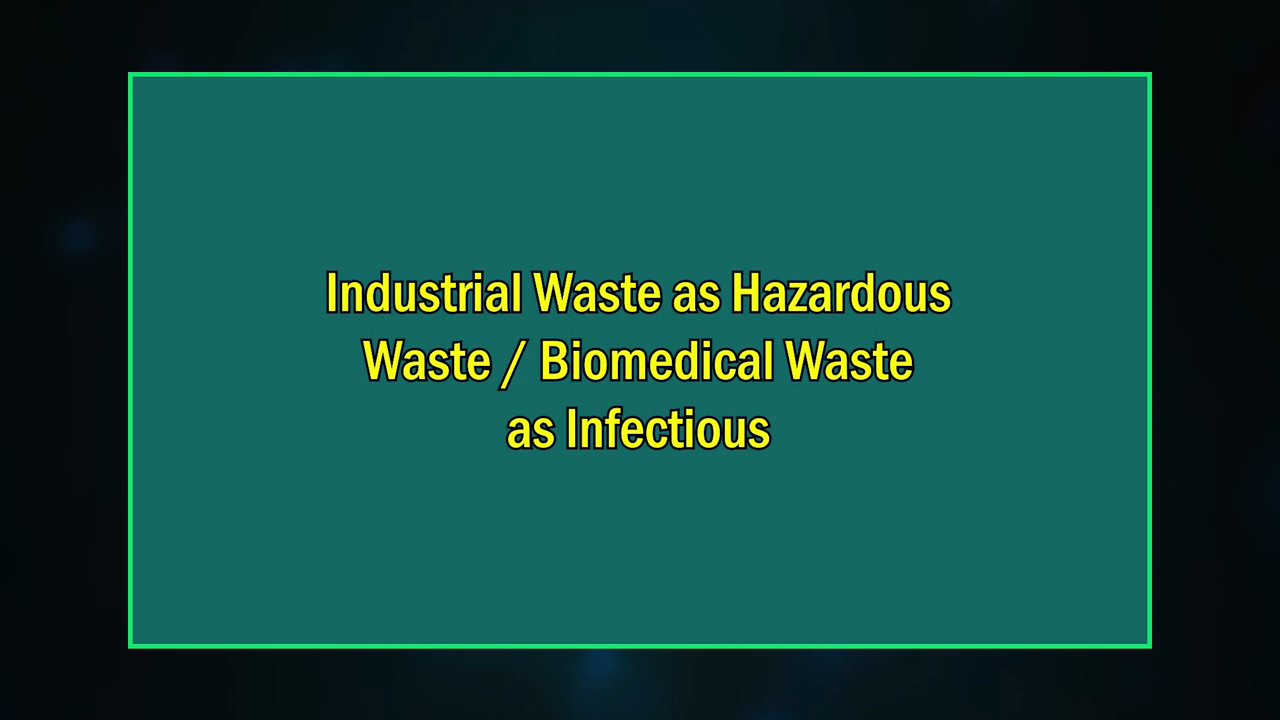 Industrial Waste as Hazardous
Waste / Biomedical Waste
as Infectious